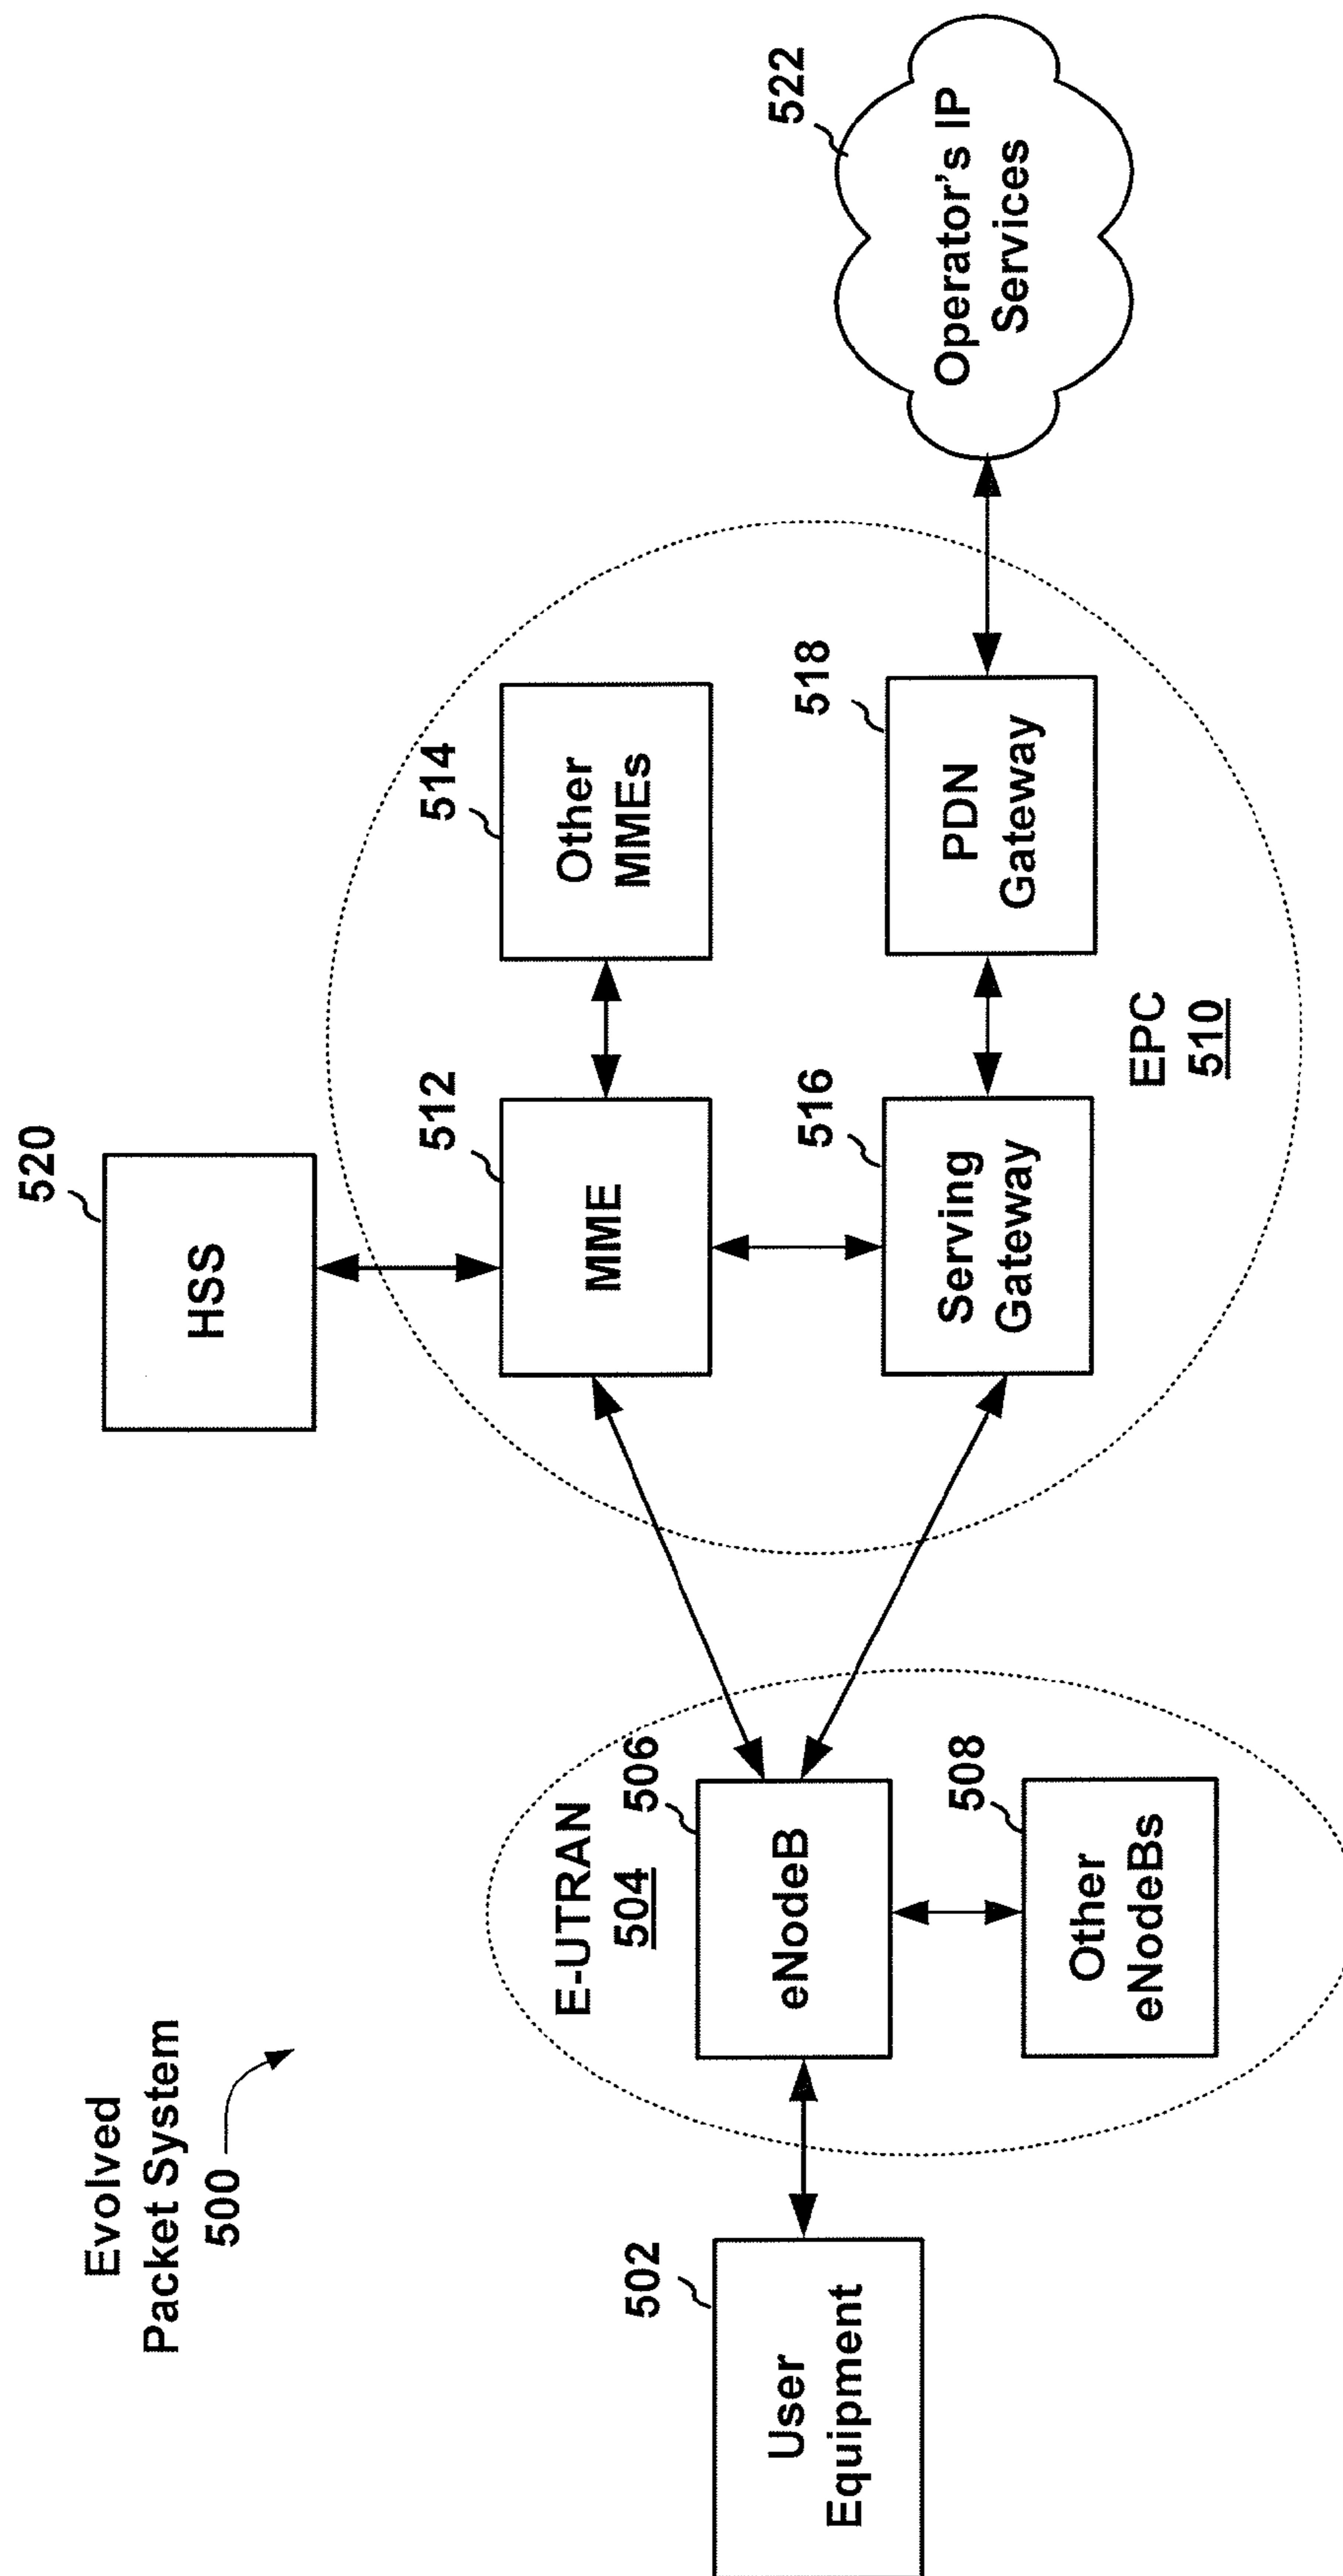 Evolved
Packet System
500
520
HSS
512
MME
514
Other
MMEs
E-UTRAN
504
506
eNodeB
502
User
Equipment
508
Other
eNodeBs
516
Serving
Gateway
518
PDN
Gateway
EPC
510
522
Operator's IP
Services